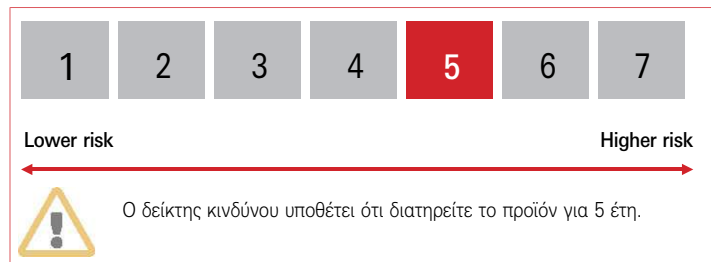 1 2 3 4 5 6 7
Lower risk Higher risk
Ο δείκτης κινδύνου υποθέτει ότι διατηρείτε το προϊόν για 5 έτη.